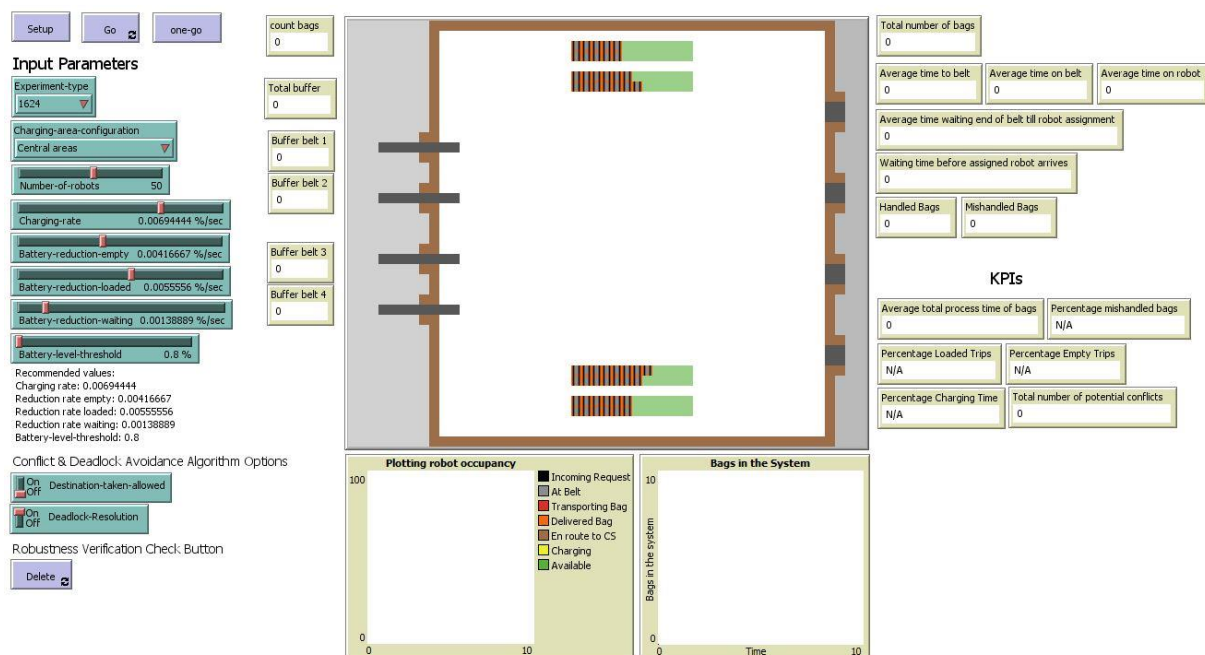 Setup
Go
one-go
Input Parameters
Experiment-type
1624
Charging-area-configuration
Central areas
Number-of-robots 50
Charging-rate 0.00694444 %/sec
Battery-reduction-empty 0.00416667 %/sec
Battery-reduction-loaded 0.0055556 %/sec
Battery-reduction-waiting 0.00138889 %/sec
Battery-level-threshold 0.8 %
Recommended values:
Charging rate: 0.00694444
Reduction rate empty: 0.00416667
Reduction rate loaded: 0.00555556
Reduction rate waiting: 0.00138889
Battery-level-threshold: 0.8
Conflict & Deadlock Avoidance Algorithm Options
On
Off
Destination-taken-allowed
On
Off
Deadlock-Resolution
Robustness Verification Check Button
Delete
count bags
0
Total buffer
0
Buffer belt 1
0
Buffer belt 2
0
Buffer belt 3
0
Buffer belt 4
0
Plotting robot occupancy
100
0
0
10
Incoming Request
At Belt
Transporting Bag
Delivered Bag
En route to CS
Charging
Available
Bags in the System
Bags in the system
10
0
0
Time
10
Total number of bags
0
Average time to belt
0
Average time on belt
0
Average time on robot
0
Average time waiting end of belt till robot assignment
0
Waiting time before assigned robot arrives
0
Handled Bags
0
Mishandled Bags
0
KPIs
Average total process time of bags
0
Percentage mishandled bags
N/A
Percentage Loaded Trips
N/A
Percentage Empty Trips
N/A
Percentage Charging Time
N/A
Total number of potential conflicts
0